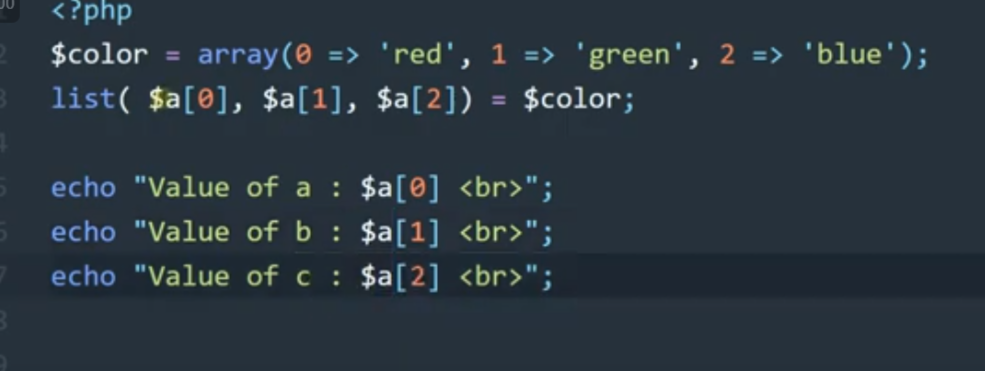 <?php
$color = array(0 => 'red', 1 => 'green', 2 => 'blue');
list( $a[0], $a[1], $a[2]) = $color;
echo "Value of a : $a[0] <br>";
echo "Value of b : $a[1] <br>";
echo "Value of c : $a[2] <br>";